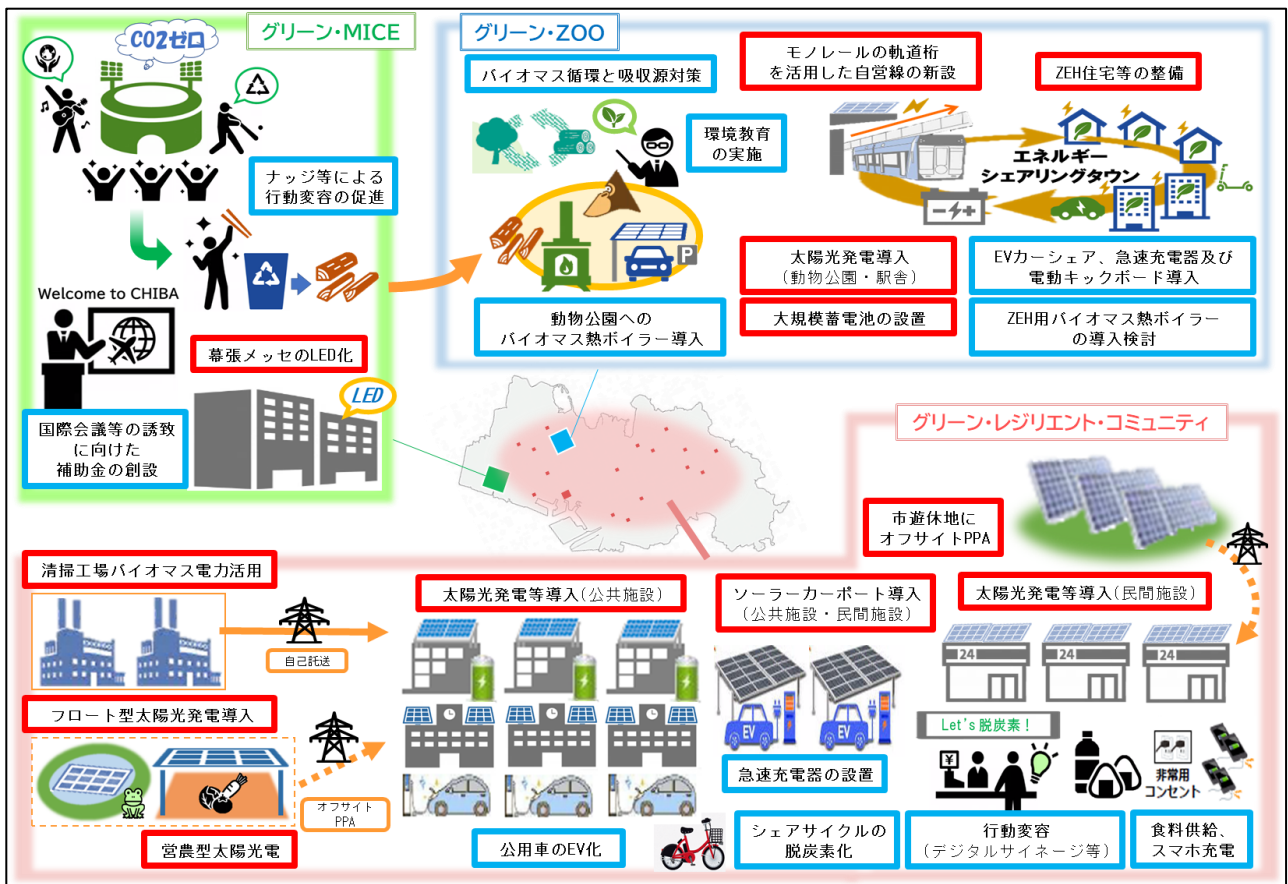 グリーン・MICE
CO2ゼロ
ナッジ等による
行動変容の促進
Welcome to CHIBA
幕張メッセのLED化
LED
国際会議等の誘致
に向けた
補助金の創設
グリーン・ZOO
バイオマス循環と吸収源対策
環境教育
の実施
P
動物公園への
バイオマス熱ボイラー導入
モノレールの軌道桁
を活用した自営線の新設
ZEH住宅等の整備
エネルギー
シェアリングタウン
太陽光発電導入
(動物公園・駅舎)
大規模蓄電池の設置
EVカーシェア、急速充電器及び
電動キックボード導入
ZEH用バイオマス熱ボイラー
の導入検討
グリーン・レジリエント・コミュニティ
市遊休地に
オフサイトPPA
清掃工場バイオマス電力活用
自己託送
フロート型太陽光発電導入
オフサイト
PPA
営農型太陽光電
太陽光発電等導入(公共施設)
公用車のEV化
ソーラーカーポート導入
(公共施設・民間施設)
EV
EV
急速充電器の設置
シェアサイクルの
脱炭素化
太陽光発電等導入(民間施設)
24
24
24
Let's脱炭素!
¥
非常用
コンセント
行動変容
(デジタルサイネージ等)
食料供給、
スマホ充電